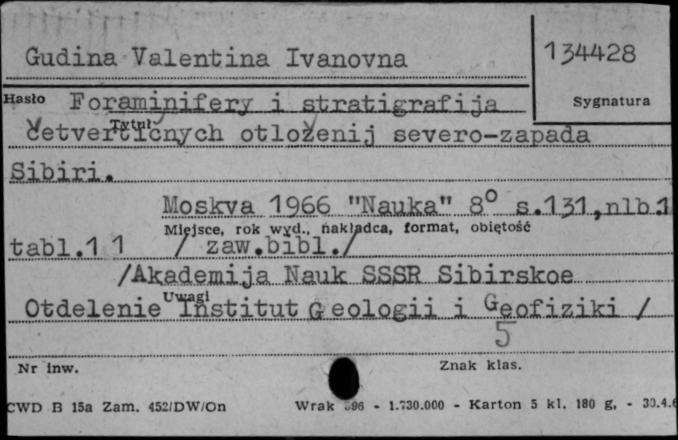 Gudina Valentina Ivanovna
134428
Hasło
Sygnatura
Foraminifery i stratigrafija
Tytuł
četvertičnych otloženij severo-zapada
Sibiri.
Moskva 1966 "Nauka" 8° s.131,nlb.1
Miejsce, rok wyd., nakładca, format, objętość
tabl.11 / zaw.bibl./
/Akademija Nauk SSSR Sibirskoe
Uwagi
Otdelenie Institut Geologii i Geofiziki /
5
Nr inw.
Znak klas.
CWD B 15a Zam. 452/DW/On
Wrak 96 - 1.730.000 - Karton 5 kl. 180 g, - 30.4.6